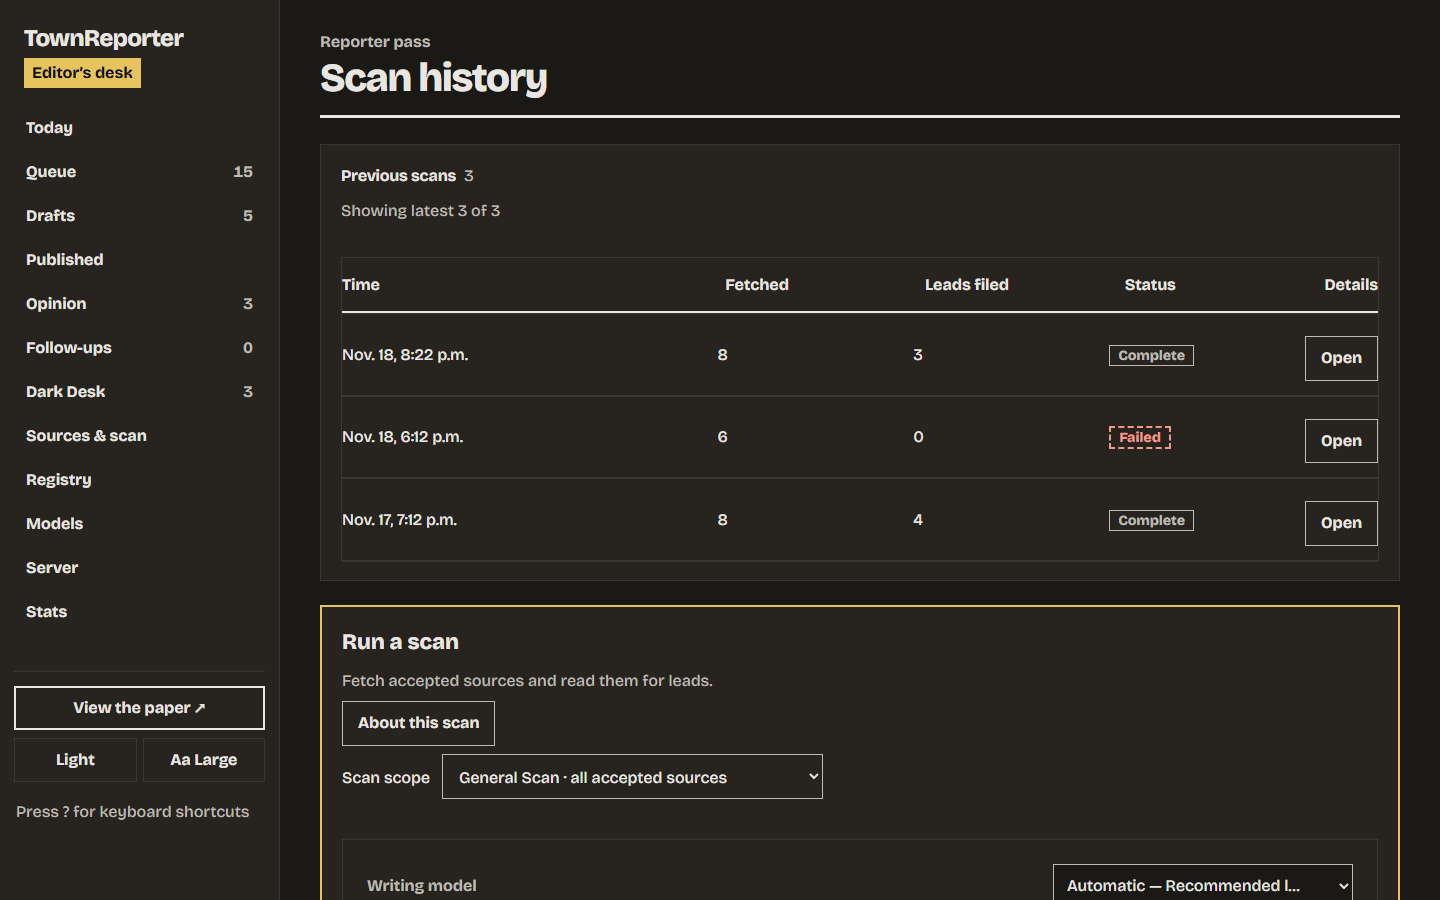 TownReporter
Editor's desk
Today
Queue 15
Drafts 5
Published
Opinion 3
Follow-ups 0
Dark Desk 3
Sources & scan
Registry
Models
Server
Stats
View the paper ↗
Light Aa Large
Press ? for keyboard shortcuts
Reporter pass
Scan history
Previous scans 3
Showing latest 3 of 3
Time Fetched Leads filed Status Details
Nov. 18, 8:22 p.m. 8 3 Complete Open
Nov. 18, 6:12 p.m. 6 0 Failed Open
Nov. 17, 7:12 p.m. 8 4 Complete Open
Run a scan
Fetch accepted sources and read them for leads.
About this scan
Scan scope General Scan · all accepted sources
Writing model Automatic — Recommended l...